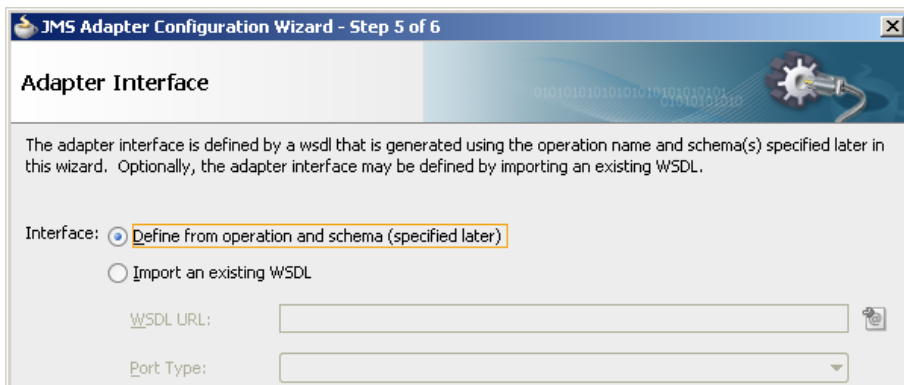 JMS Adapter Configuration Wizard - Step 5 of 6
Adapter Interface
The adapter interface is defined by a wsdl that is generated using the operation name and schema(s) specified later in
this wizard.  Optionally, the adapter interface may be defined by importing an existing WSDL.
Interface: Define from operation and schema (specified later)
Import an existing WSDL
WSDL URL:
Port Type: